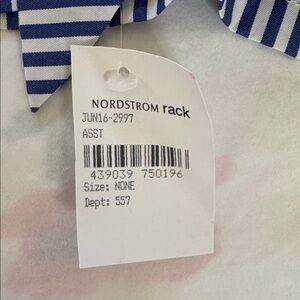 NORDSTROM rack
JUN16-2997
ASST
439039 750196
Size: NONE
Dept: 557